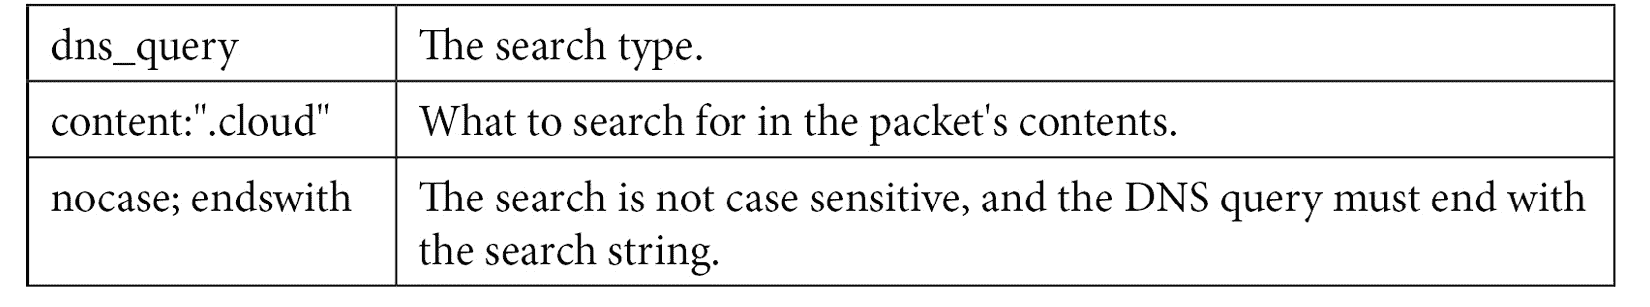 dns_query The search type.
content:".cloud" What to search for in the packet's contents.
nocase; endswith The search is not case sensitive, and the DNS query must end with
the search string.